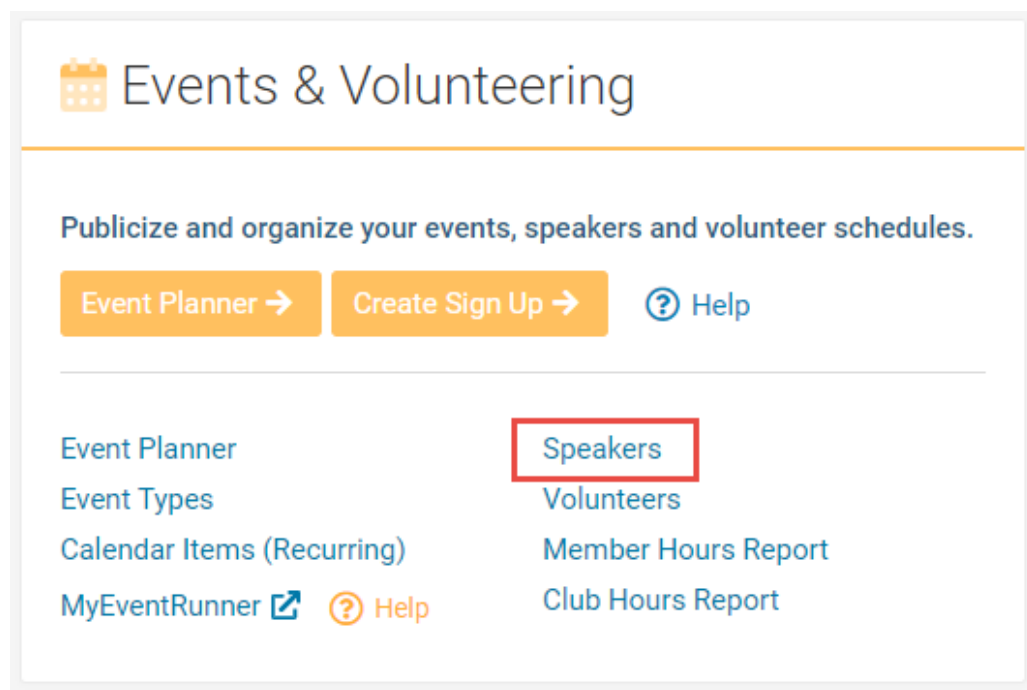 Events & Volunteering
Publicize and organize your events, speakers and volunteer schedules.
Event Planner → Create Sign Up → ? Help
Event Planner
Event Types
Calendar Items (Recurring)
MyEventRunner ? Help
Speakers
Volunteers
Member Hours Report
Club Hours Report